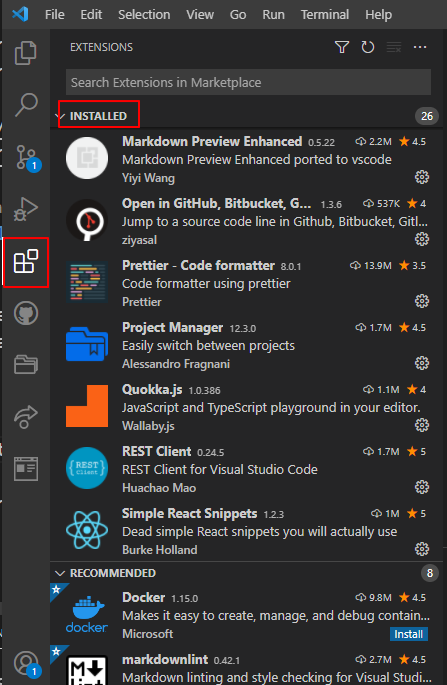 File Edit Selection View Go Run Terminal Help
EXTENSIONS
Search Extensions in Marketplace
INSTALLED 26
Markdown Preview Enhanced 0.5.22 2.2M 4.5
Markdown Preview Enhanced ported to vscode
Yiyi Wang
Open in GitHub, Bitbucket, G... 1.3.6 537K 4
Jump to a source code line in Github, Bitbucket, Gitl...
ziyasal
Prettier - Code formatter 8.0.1 13.9M 3.5
Code formatter using prettier
Prettier
Project Manager 12.3.0 1.7M 4.5
Easily switch between projects
Alessandro Fragnani
Quokka.js 1.0.386 1.1M 4
JavaScript and TypeScript playground in your editor.
Wallaby.js
REST Client 0.24.5 1.7M 5
REST Client for Visual Studio Code
Huachao Mao
Simple React Snippets 1.2.3 1M 5
Dead simple React snippets you will actually use
Burke Holland
RECOMMENDED 8
Docker 1.15.0 9.8M 4.5
Makes it easy to create, manage, and debug contain...
Microsoft Install
markdownlint 0.42.1 2.7M 4.5
Markdown linting and style checking for Visual Studio
1
1
{REST}
Client
docker
M
lint